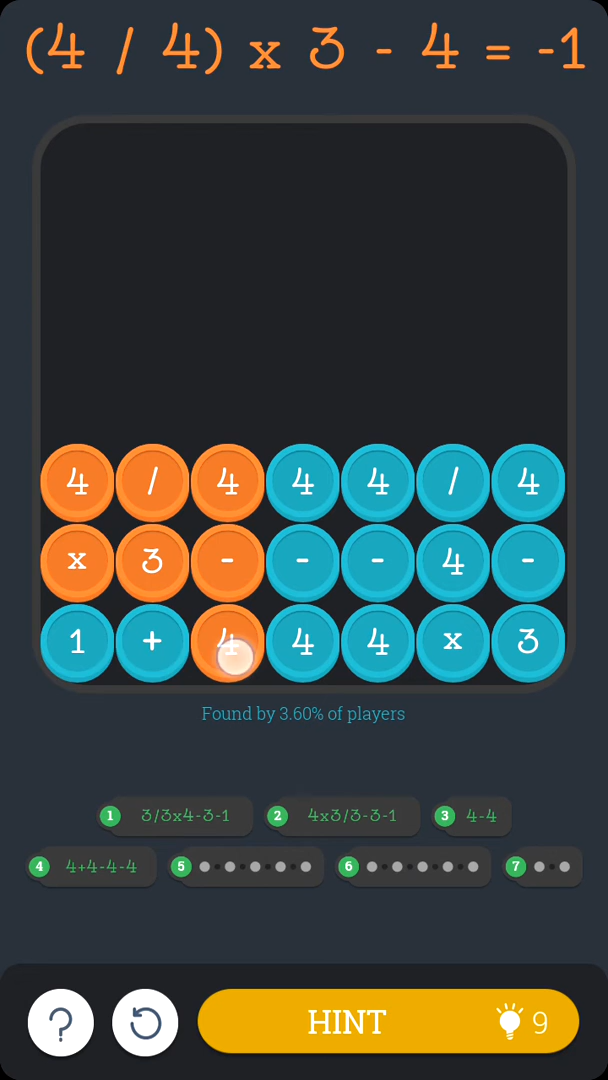 (4 / 4) x 3 - 4 = -1
4 / 4 4 4 / 4
x 3 - - - 4 -
1 + 4 4 4 x 3
Found by 3.60% of players
1 3/3x4-3-1 2 4x3/3-3-1 3 4-4
4 4+4-4-4 5 6 7
? HINT 9